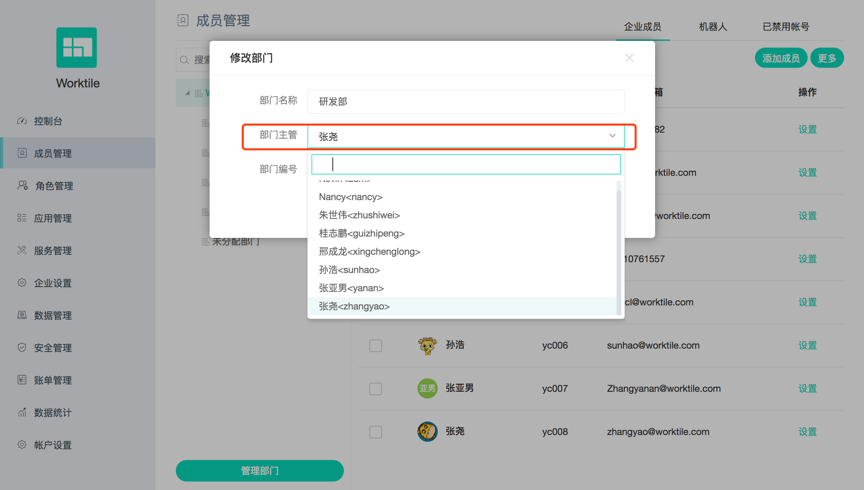 Worktile
控制台
成员管理
角色管理
应用管理
服务管理
企业设置
数据管理
安全管理
账单管理
数据统计
帐户设置
成员管理
企业成员
机器人
已禁用帐号
搜索
添加成员
更多
箱
操作
修改部门
部门名称
研发部
部门主管
张尧
部门编号
Nancy<nancy>
朱世伟<zhushiwei>
桂志鹏<guizhipeng>
邢成龙<xingchenglong>
孙浩<sunhao>
张亚男<yanan>
张尧<zhangyao>
未分配部门
82
设置
rktile.com
设置
worktile.com
设置
10761557
设置
cl@worktile.com
设置
孙浩
yc006
sunhao@worktile.com
设置
亚男
张亚男
yc007
Zhangyanan@worktile.com
设置
张尧
yc008
zhangyao@worktile.com
设置
管理部门